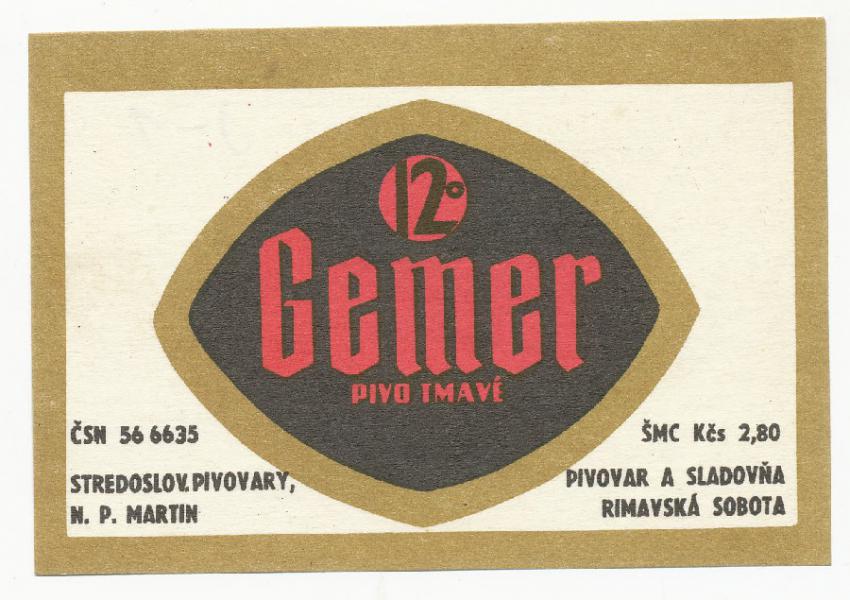 12°
Gemer
PIVO TMAVÉ
ČSN 56 6635
STREDOSLOV. PIVOVARY,
N. P. MARTIN
ŠMC Kčs 2,80
PIVOVAR A SLADOVŇA
RIMAVSKÁ SOBOTA